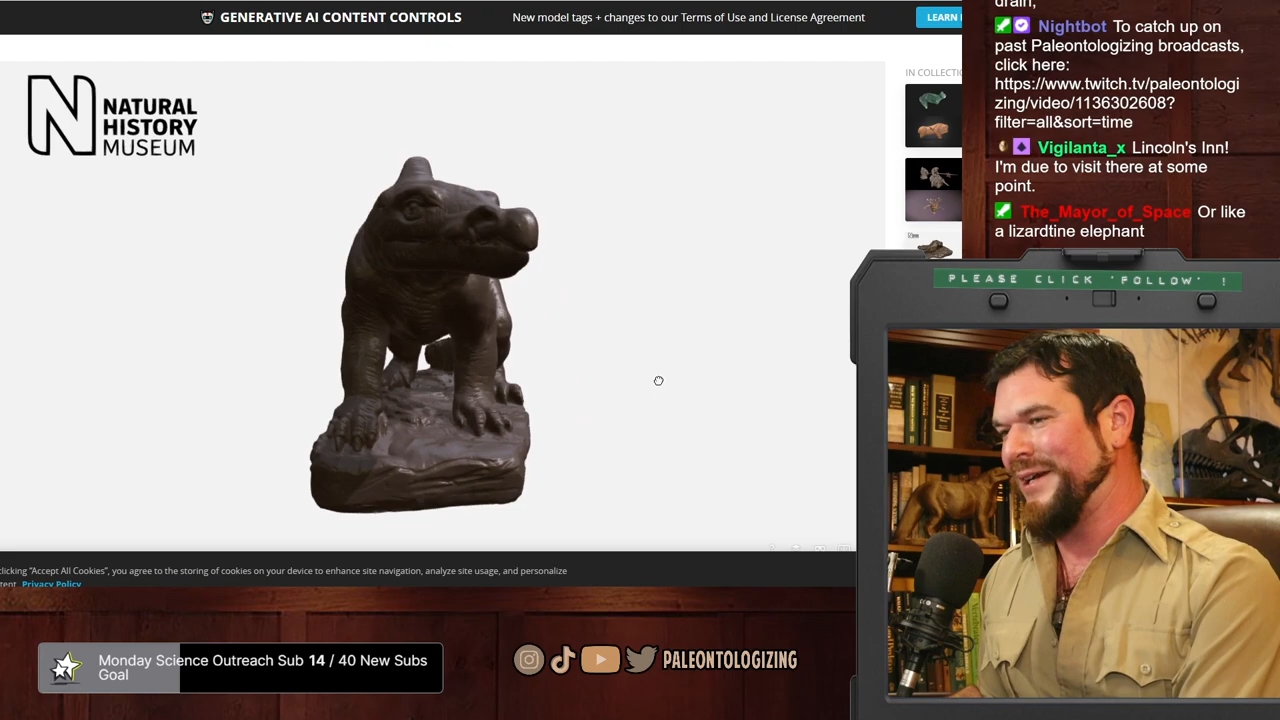 GENERATIVE AI CONTENT CONTROLS
New model tags + changes to our Terms of Use and License Agreement
LEARN
NATURAL
HISTORY
MUSEUM
IN COLLECTIO
clicking "Accept All Cookies", you agree to the storing of cookies on your device to enhance site navigation, analyze site usage, and personalize
Privacy Policy
drain,
Nightbot To catch up on
past Paleontologizing broadcasts,
click here:
https://www.twitch.tv/paleontologi
zing/video/1136302608?
filter=all&sort=time
Vigilanta_x Lincoln's Inn!
I'm due to visit there at some
point.
The_Mayor_of_Space Or like
a lizardtine elephant
PLEASE CLICK 'FOLLOW' !
Monday Science Outreach Sub 14 / 40 New Subs
Goal
PALEONTOLOGIZING